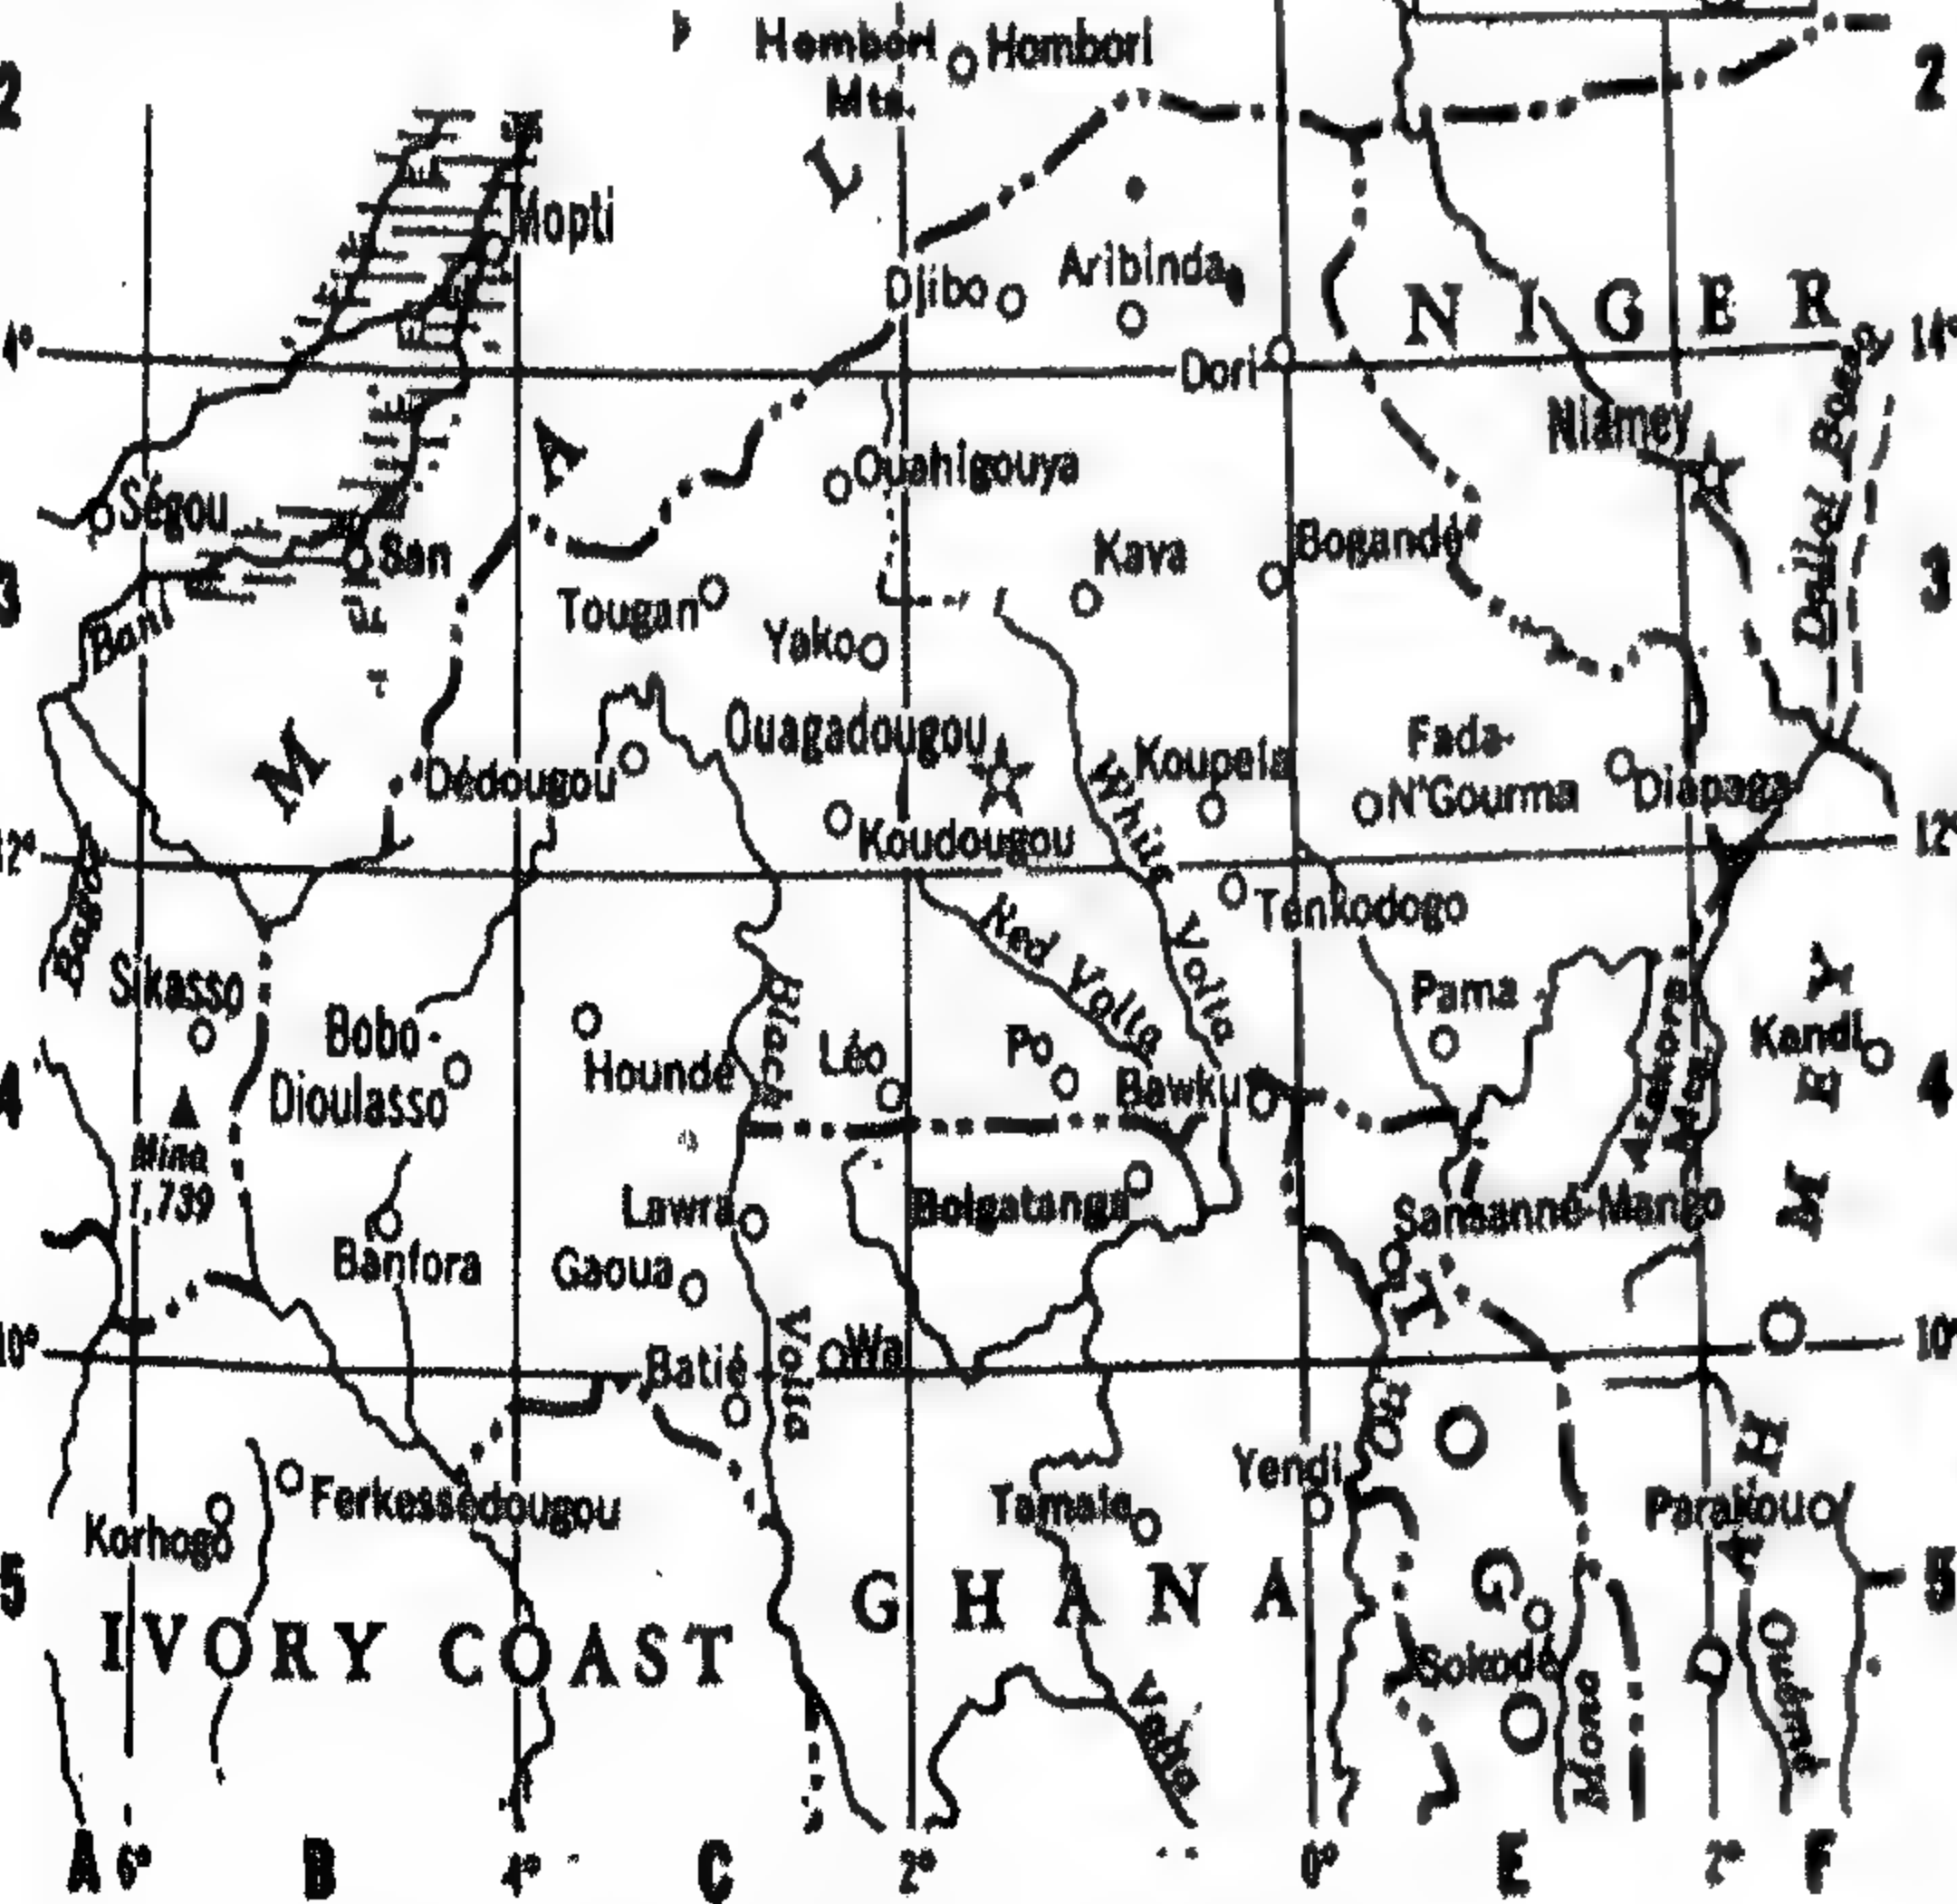 Hombori
Mts.
Hombori
2
2
L
Mopti
Djibo
Aribinda
N I G E R
4°
14°
Dori
Niamey
A
Dallol Bosso
Ouahigouya
Ségou
San
Kaya
Bogandé
3
3
Tougan
Bani
Yako
M
Ouagadougou
Koupela
Fada-
N'Gourma
Diapaga
Dédougou
Koudougou
White Volta
12°
12°
Tenkodogo
Red Volta
Sikasso
Bobo-
Dioulasso
Houndé
Black Volta
Léo
Po
Bawku
Pama
Kandi
4
4
Mina
1,739
Lawra
Bolgatanga
Sansanné-Mango
Banfora
Gaoua
10°
10°
Batié
Wa
T O G O
D A H O M E Y
Yendi
Ferkessédougou
Korhogo
Tamale
Parakou
5
5
G H A N A
IVORY COAST
Sokodé
Volta
Mono
Ouémé
A 6° B 4° C 2° 0° E 2° F